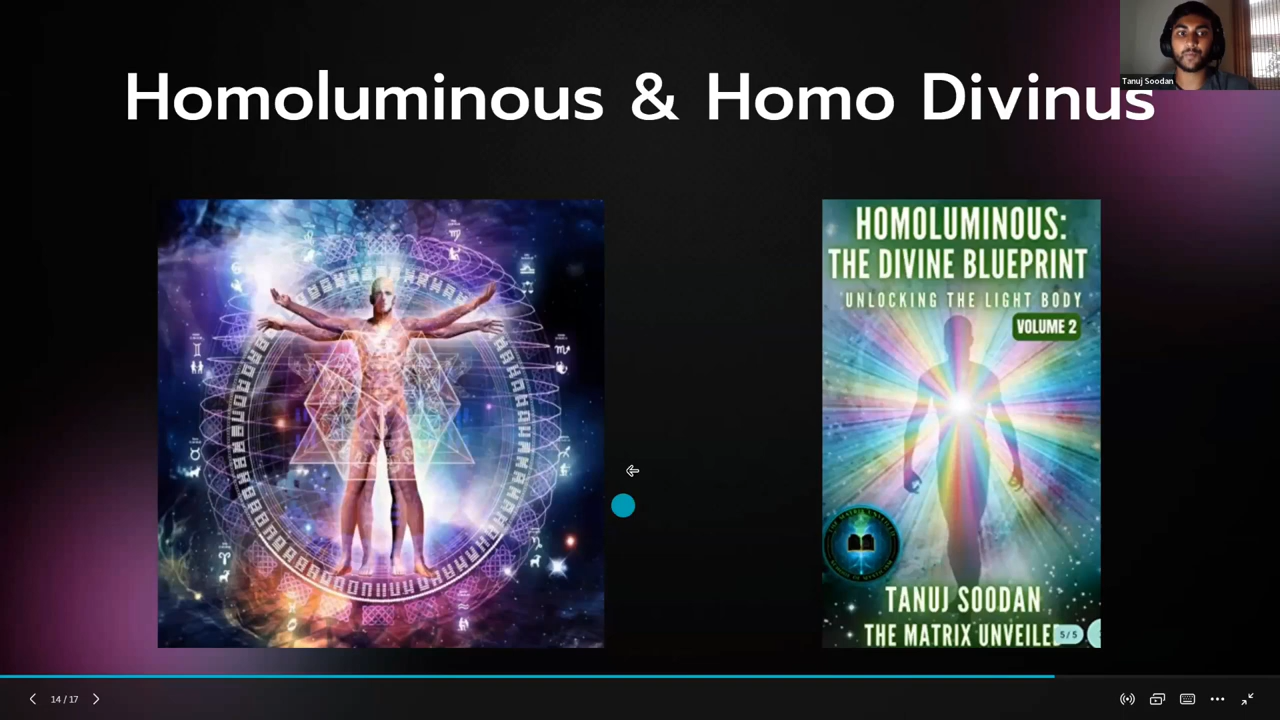 Homoluminous & Homo Divinus
Tanuj Soodan
HOMOLUMINOUS:
THE DIVINE BLUEPRINT
UNLOCKING THE LIGHT BODY
VOLUME 2
TANUJ SOODAN
THE MATRIX UNVEILED
5/5
14 / 17